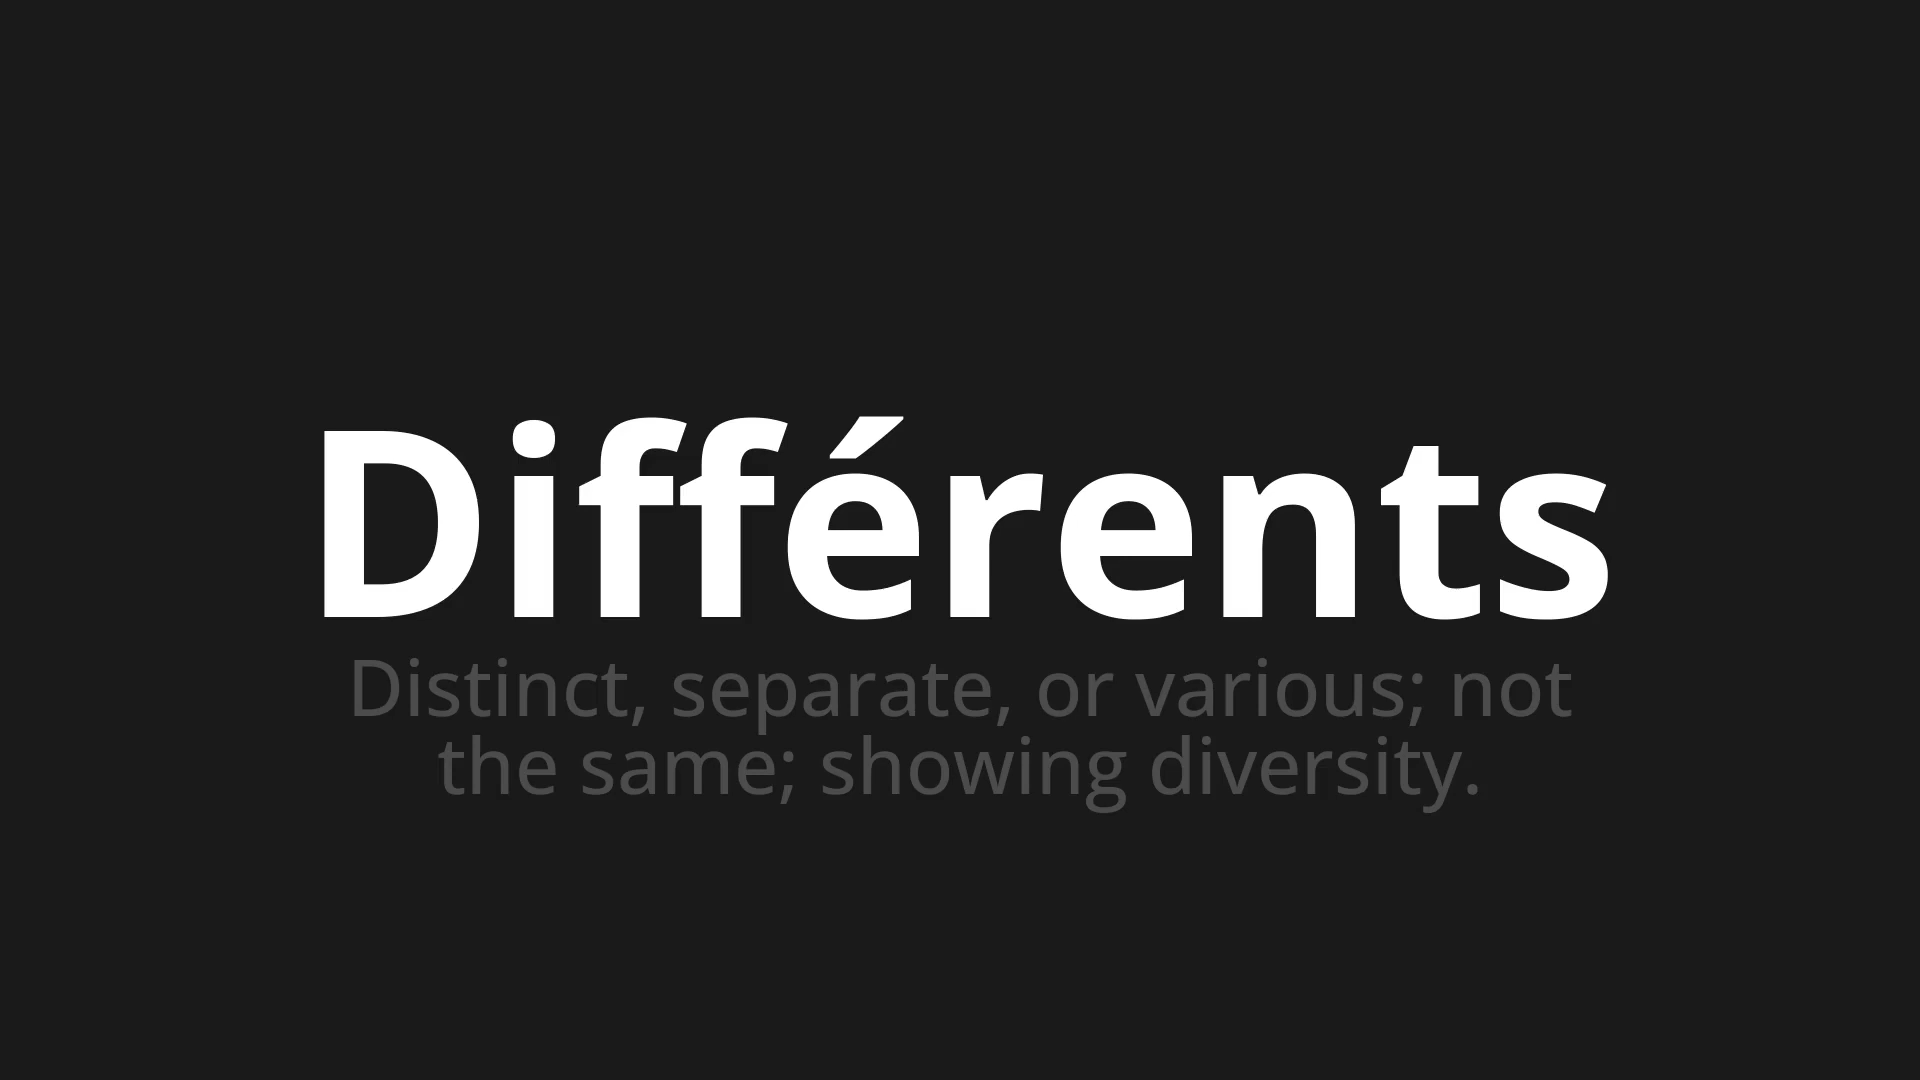 Différents
Distinct, separate, or various; not
the same; showing diversity.